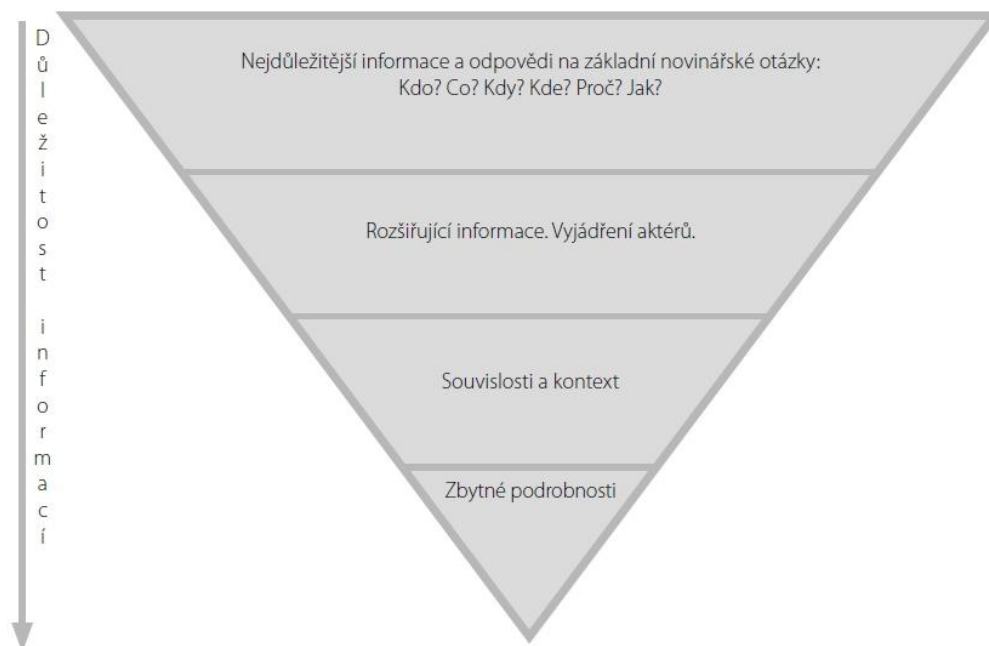 Důležitost informací
Nejdůležitější informace a odpovědi na základní novinářské otázky:
Kdo? Co? Kdy? Kde? Proč? Jak?
Rozšiřující informace. Vyjádření aktérů.
Souvislosti a kontext
Zbytné podrobnosti